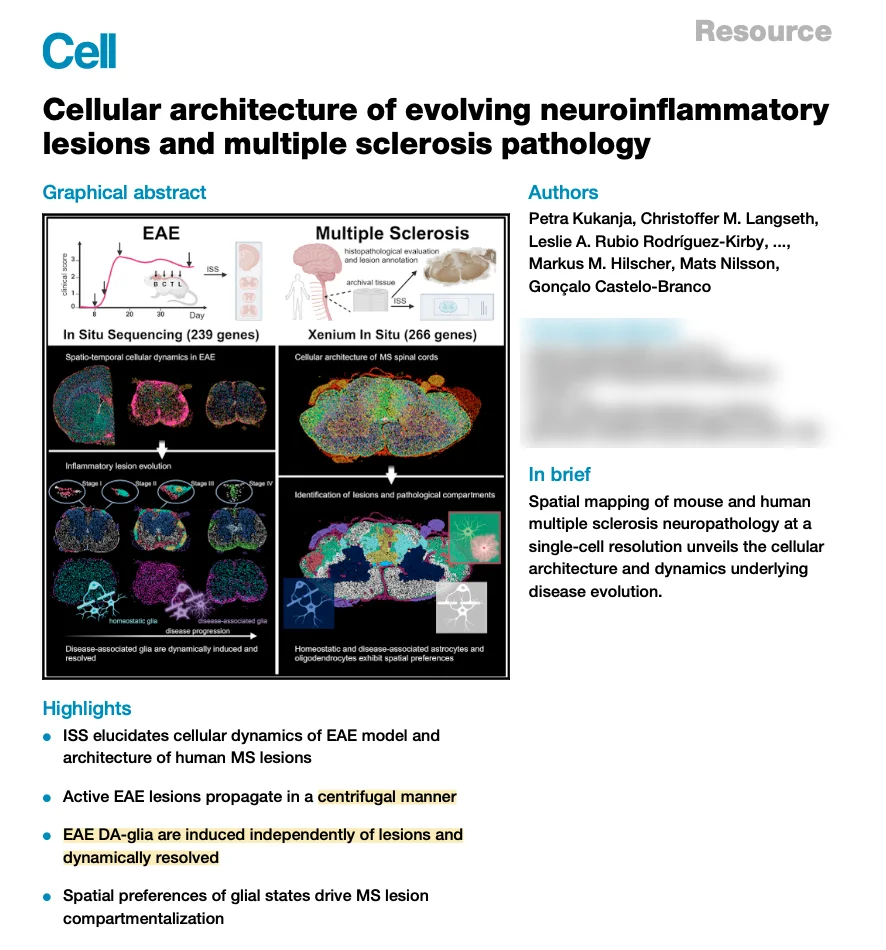 Resource
Cell
Cellular architecture of evolving neuroinflammatory
lesions and multiple sclerosis pathology
Graphical abstract
EAE
clinical score
3
2
1
0
8
20
30
Day
B C T L
ISS
In Situ Sequencing (239 genes)
Multiple Sclerosis
histopathological evaluation
and lesion annotation
archival tissue
ISS
Xenium In Situ (266 genes)
Spatio-temporal cellular dynamics in EAE
Inflammatory lesion evolution
Stage I
Stage II
Stage III
Stage IV
homeostatic glia
disease-associated glia
disease progression
Disease-associated glia are dynamically induced and
resolved
Cellular architecture of MS spinal cords
Identification of lesions and pathological compartments
Homeostatic and disease-associated astrocytes and
oligodendrocytes exhibit spatial preferences
Authors
Petra Kukanja, Christoffer M. Langseth,
Leslie A. Rubio Rodríguez-Kirby, ...,
Markus M. Hilscher, Mats Nilsson,
Gonçalo Castelo-Branco
In brief
Spatial mapping of mouse and human
multiple sclerosis neuropathology at a
single-cell resolution unveils the cellular
architecture and dynamics underlying
disease evolution.
Highlights
● ISS elucidates cellular dynamics of EAE model and
architecture of human MS lesions
● Active EAE lesions propagate in a centrifugal manner
● EAE DA-glia are induced independently of lesions and
dynamically resolved
● Spatial preferences of glial states drive MS lesion
compartmentalization